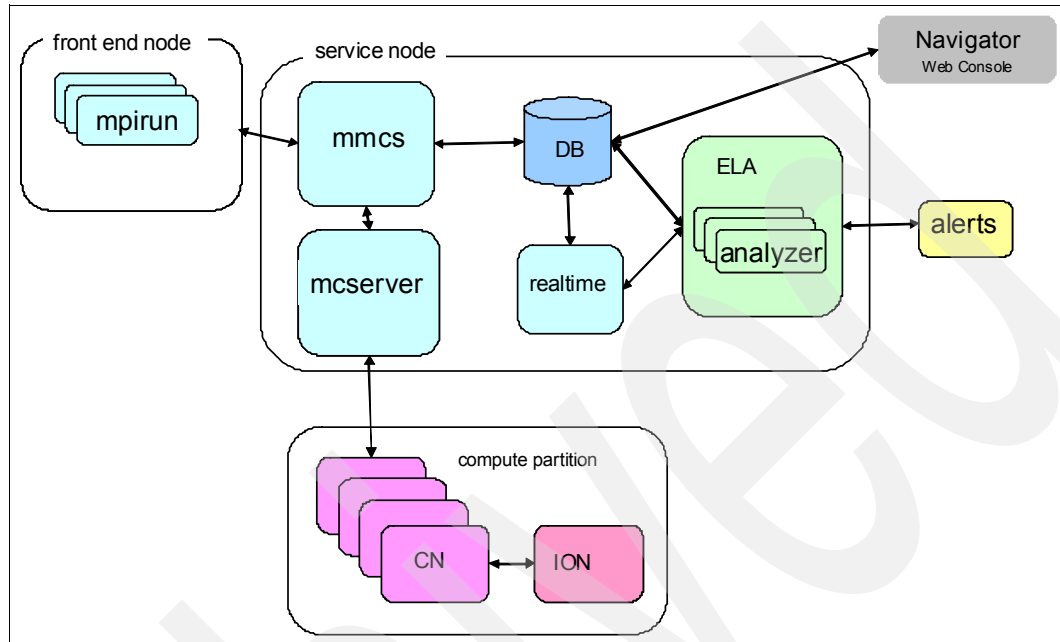 front end node
mpirun
service node
mmcs
mcserver
DB
realtime
ELA
analyzer
Navigator
Web Console
alerts
compute partition
CN
ION